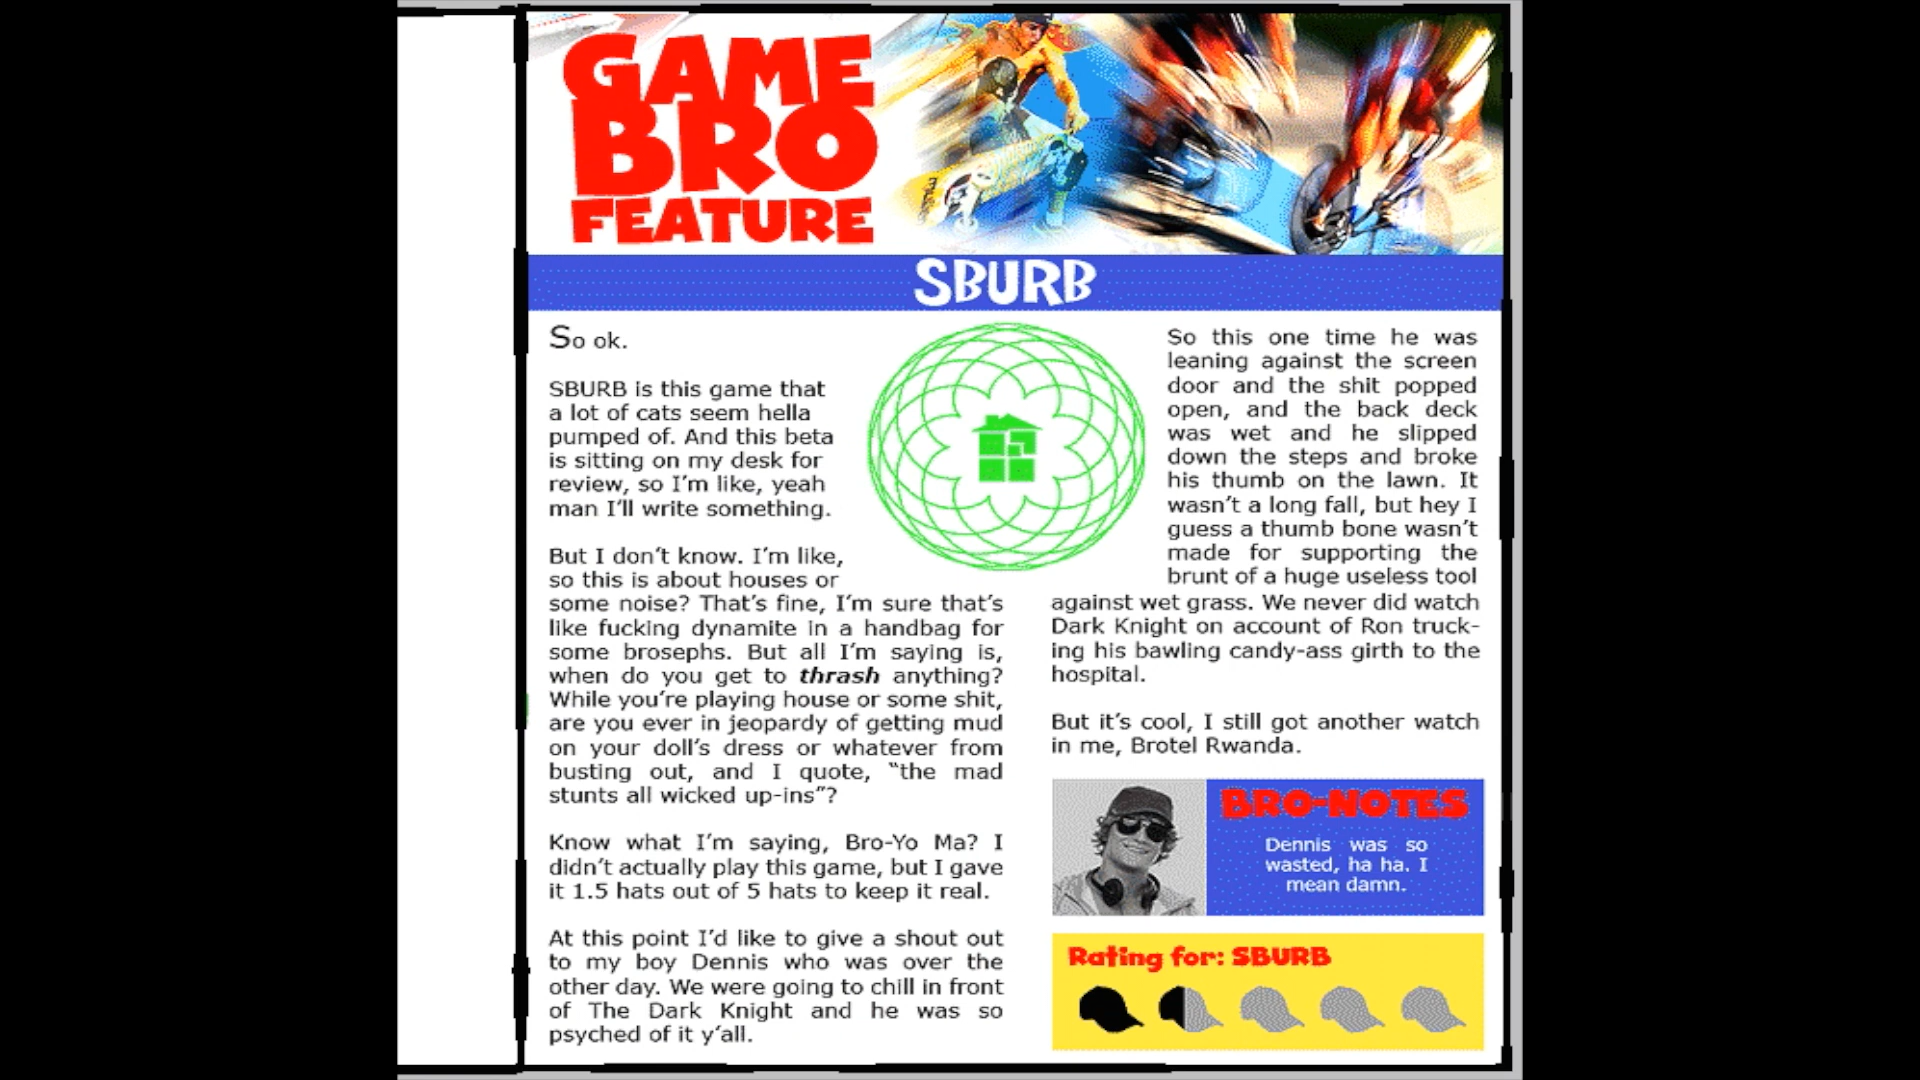 GAME
BRO
FEATURE
SBURB
So ok.
SBURB is this game that
a lot of cats seem hella
pumped of. And this beta
is sitting on my desk for
review, so I'm like, yeah
man I'll write something.
But I don't know. I'm like,
so this is about houses or
some noise? That's fine, I'm sure that's
like fucking dynamite in a handbag for
some brosephs. But all I'm saying is,
when do you get to thrash anything?
While you're playing house or some shit,
are you ever in jeopardy of getting mud
on your doll's dress or whatever from
busting out, and I quote, "the mad
stunts all wicked up-ins"?
Know what I'm saying, Bro-Yo Ma? I
didn't actually play this game, but I gave
it 1.5 hats out of 5 hats to keep it real.
At this point I'd like to give a shout out
to my boy Dennis who was over the
other day. We were going to chill in front
of The Dark Knight and he was so
psyched of it y'all.
So this one time he was
leaning against the screen
door and the shit popped
open, and the back deck
was wet and he slipped
down the steps and broke
his thumb on the lawn. It
wasn't a long fall, but hey I
guess a thumb bone wasn't
made for supporting the
brunt of a huge useless tool
against wet grass. We never did watch
Dark Knight on account of Ron truck-
ing his bawling candy-ass girth to the
hospital.
But it's cool, I still got another watch
in me, Brotel Rwanda.
BRO-NOTES
Dennis was so
wasted, ha ha. I
mean damn.
Rating for: SBURB